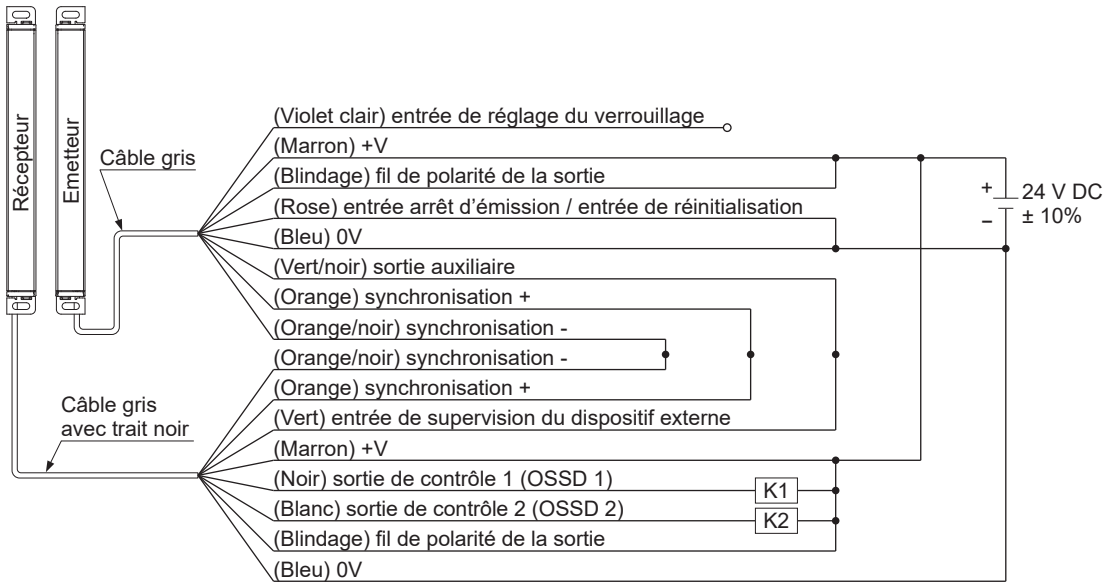 Récepteur
Emetteur
Câble gris
(Violet clair) entrée de réglage du verrouillage
(Marron) +V
(Blindage) fil de polarité de la sortie
(Rose) entrée arrêt d'émission / entrée de réinitialisation
(Bleu) 0V
(Vert/noir) sortie auxiliaire
(Orange) synchronisation +
(Orange/noir) synchronisation -
+
24 V DC
–
± 10%
Câble gris
avec trait noir
(Orange/noir) synchronisation -
(Orange) synchronisation +
(Vert) entrée de supervision du dispositif externe
(Marron) +V
(Noir) sortie de contrôle 1 (OSSD 1)
K1
(Blanc) sortie de contrôle 2 (OSSD 2)
K2
(Blindage) fil de polarité de la sortie
(Bleu) 0V